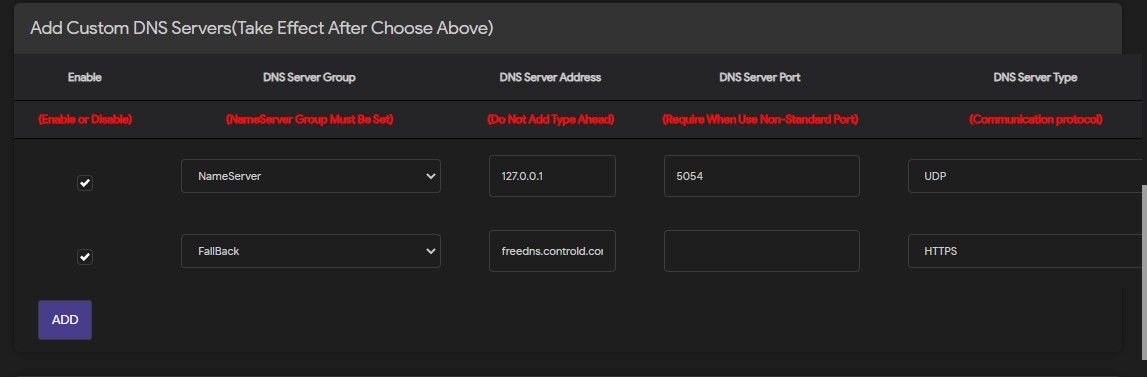 Add Custom DNS Servers(Take Effect After Choose Above)
Enable DNS Server Group DNS Server Address DNS Server Port DNS Server Type
(Enable or Disable) (NameServer Group Must Be Set) (Do Not Add Type Ahead) (Require When Use Non-Standard Port) (Communication protocol)
NameServer 127.0.0.1 5054 UDP
FallBack freedns.controld.co HTTPS
ADD